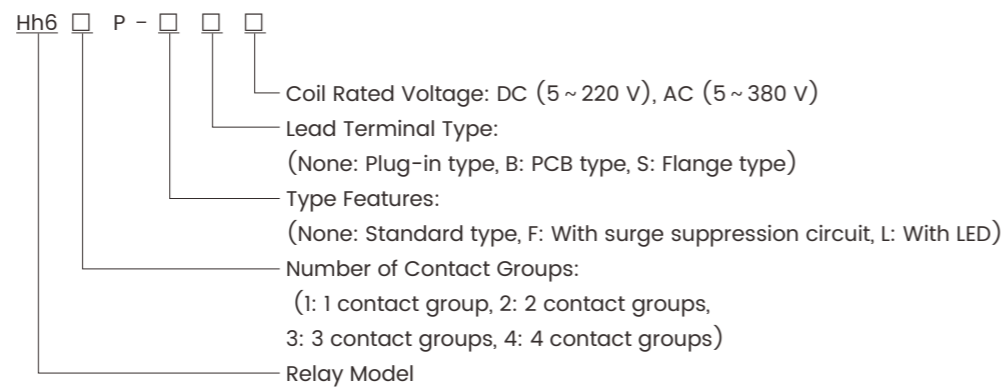 Hh6 □ P - □ □ □
Coil Rated Voltage: DC (5 ~ 220 V), AC (5 ~ 380 V)
Lead Terminal Type:
(None: Plug-in type, B: PCB type, S: Flange type)
Type Features:
(None: Standard type, F: With surge suppression circuit, L: With LED)
Number of Contact Groups:
(1: 1 contact group, 2: 2 contact groups,
3: 3 contact groups, 4: 4 contact groups)
Relay Model